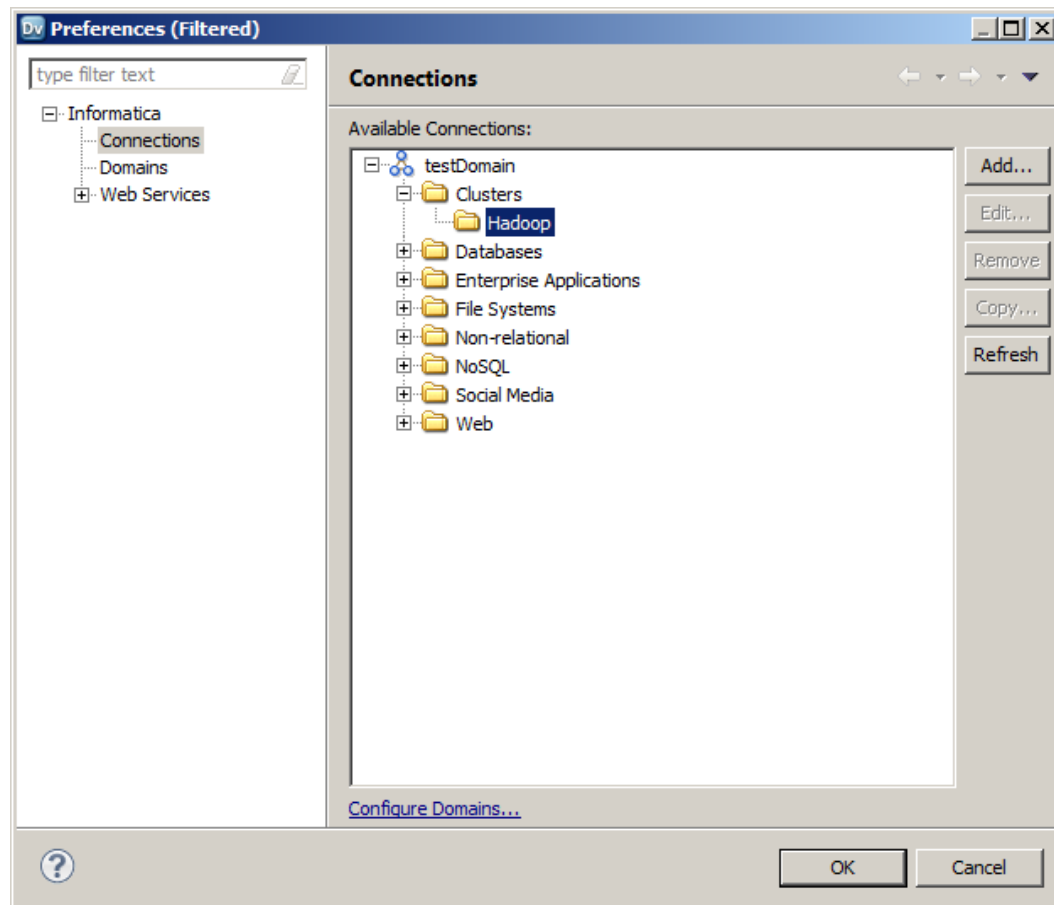 Dv Preferences (Filtered)
type filter text
Informatica
Connections
Domains
Web Services
Connections
Available Connections:
testDomain
Clusters
Hadoop
Databases
Enterprise Applications
File Systems
Non-relational
NoSQL
Social Media
Web
Add...
Edit...
Remove
Copy...
Refresh
Configure Domains...
?
OK
Cancel